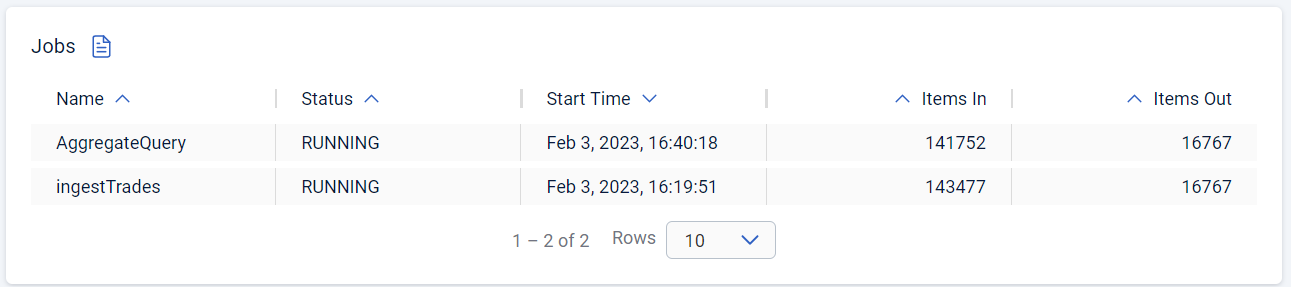 Jobs
Name Status Start Time Items In Items Out
AggregateQuery RUNNING Feb 3, 2023, 16:40:18 141752 16767
ingestTrades RUNNING Feb 3, 2023, 16:19:51 143477 16767
1 – 2 of 2 Rows 10